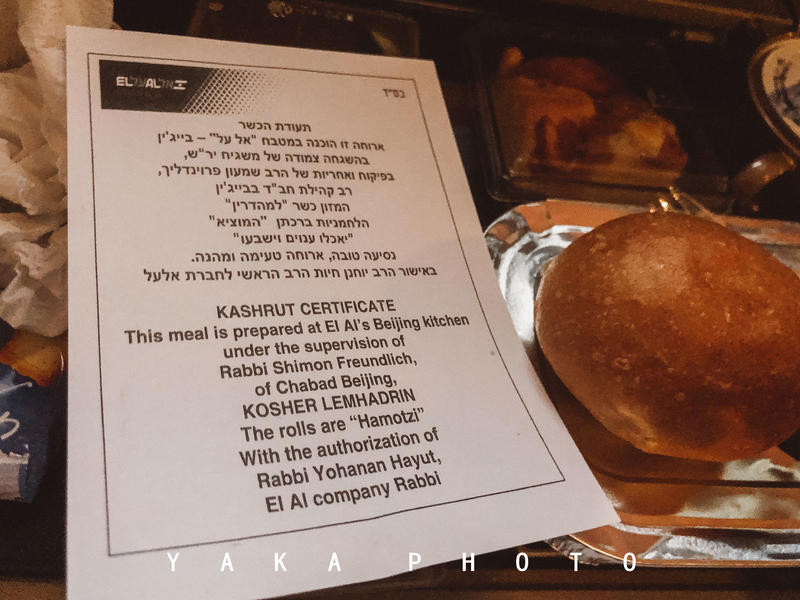 EL אל על AL
בס"ד
תעודת הכשר
ארוחה זו הוכנה במטבח "אל על" – בייג'ין
בהשגחה צמודה של משגיח יר"ש,
בפיקוח ואחריות של הרב שמעון פרוינדליך,
רב קהילת חב"ד בבייג'ין
המזון כשר "למהדרין"
הלחמניות ברכתן "המוציא"
"יאכלו ענוים וישבעו"
נסיעה טובה, ארוחה טעימה ומהנה.
באישור הרב יוחנן חיות הרב הראשי לחברת אלעל
KASHRUT CERTIFICATE
This meal is prepared at El Al's Beijing kitchen
under the supervision of
Rabbi Shimon Freundlich,
of Chabad Beijing,
KOSHER LEMHADRIN
The rolls are "Hamotzi"
With the authorization of
Rabbi Yohanan Hayut,
El Al company Rabbi
YAKA PHOTO